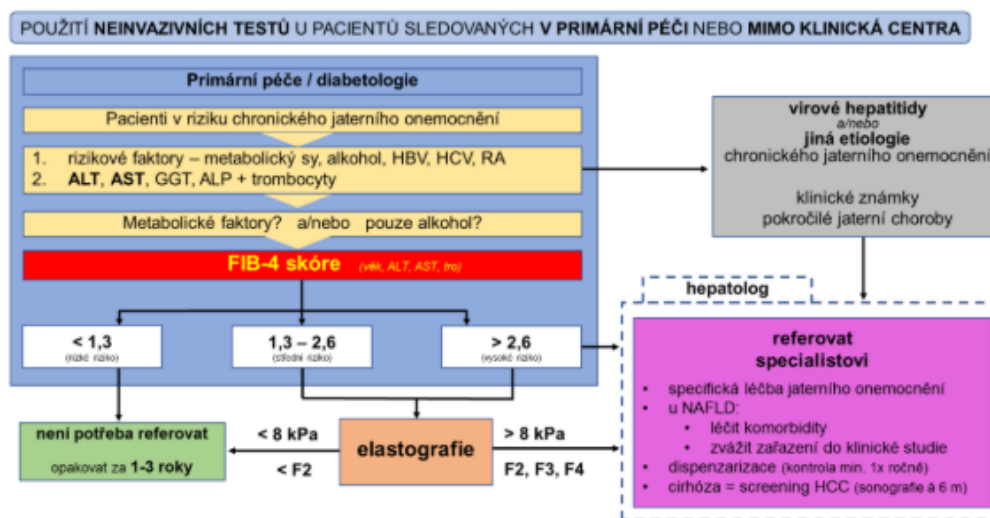 POUŽITÍ NEINVAZIVNÍCH TESTŮ U PACIENTŮ SLEDOVANÝCH V PRIMÁRNÍ PÉČI NEBO MIMO KLINICKÁ CENTRA
Primární péče / diabetologie
Pacienti v riziku chronického jaterního onemocnění
1. rizikové faktory – metabolický sy, alkohol, HBV, HCV, RA
2. ALT, AST, GGT, ALP + trombocyty
Metabolické faktory? a/nebo pouze alkohol?
FIB-4 skóre (věk, ALT, AST, tro)
< 1,3
(nízké riziko)
1,3 – 2,6
(střední riziko)
> 2,6
(vysoké riziko)
virové hepatitidy
a/nebo
jiná etiologie
chronického jaterního onemocnění
klinické známky
pokročilé jaterní choroby
hepatolog
referovat
specialistovi
• specifická léčba jaterního onemocnění
• u NAFLD:
• léčit komorbidity
• zvážit zařazení do klinické studie
• dispenzarizace (kontrola min. 1x ročně)
• cirhóza = screening HCC (sonografie á 6 m)
není potřeba referovat
opakovat za 1-3 roky
< 8 kPa
< F2
elastografie
> 8 kPa
F2, F3, F4